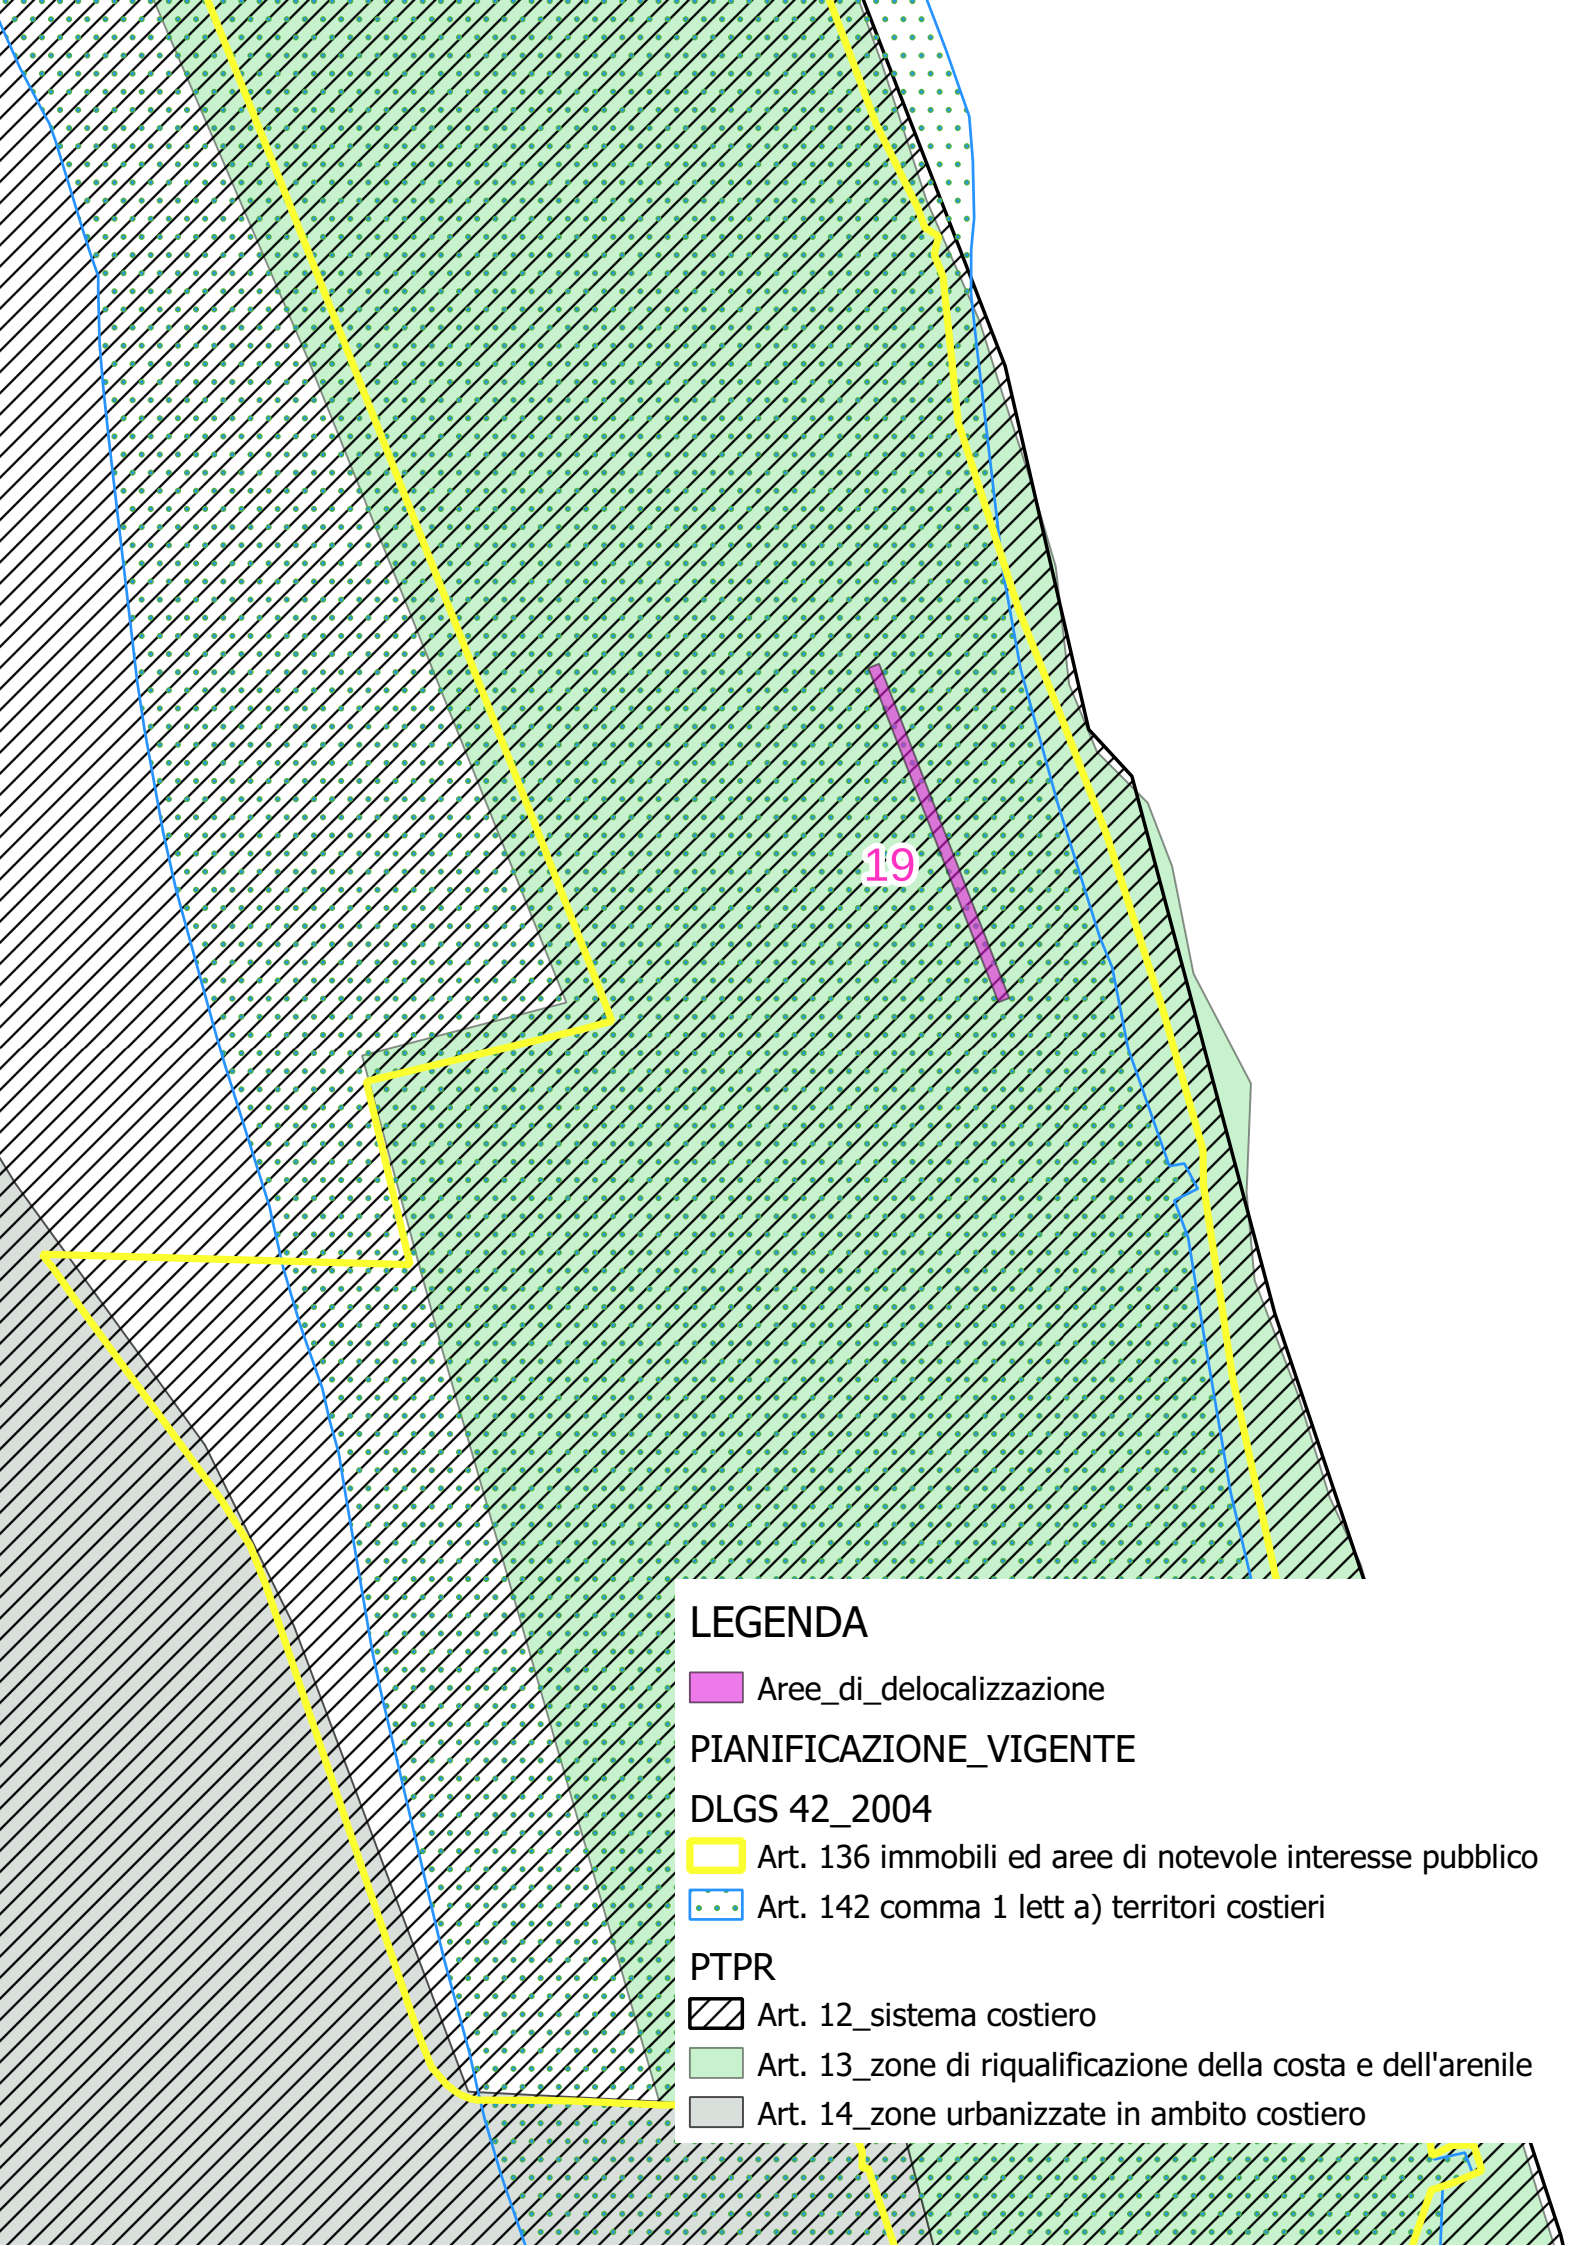 19
LEGENDA
Aree_di_delocalizzazione
PIANIFICAZIONE_VIGENTE
DLGS 42_2004
Art. 136 immobili ed aree di notevole interesse pubblico
Art. 142 comma 1 lett a) territori costieri
PTPR
Art. 12_sistema costiero
Art. 13_zone di riqualificazione della costa e dell'arenile
Art. 14_zone urbanizzate in ambito costiero